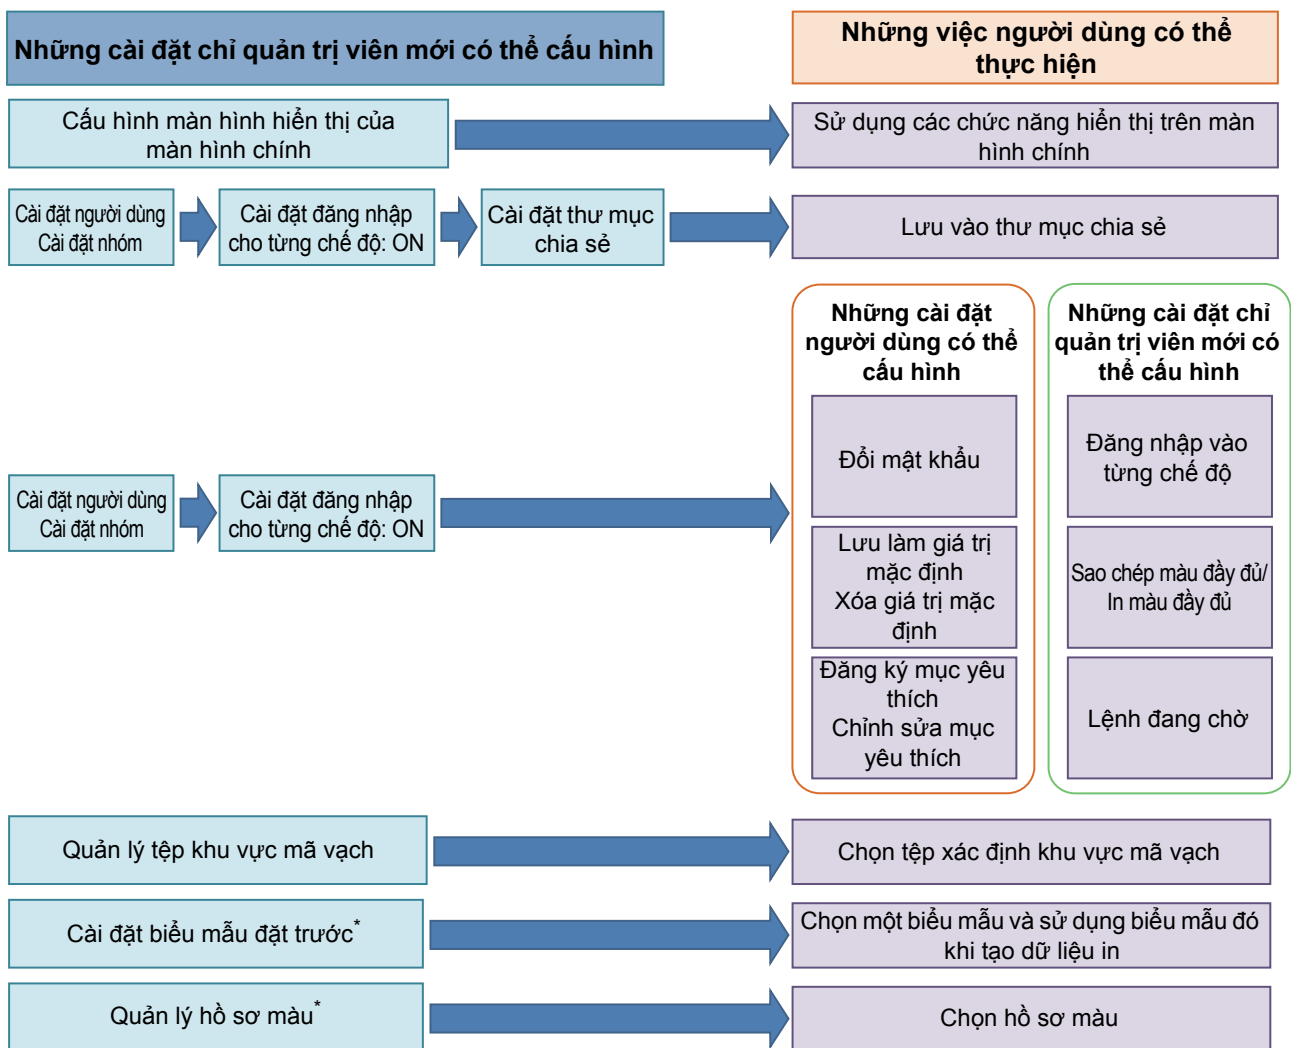 Những cài đặt chỉ quản trị viên mới có thể cấu hình
Những việc người dùng có thể
thực hiện
Cấu hình màn hình hiển thị của
màn hình chính
Sử dụng các chức năng hiển thị trên màn
hình chính
Cài đặt người dùng
Cài đặt nhóm
Cài đặt đăng nhập
cho từng chế độ: ON
Cài đặt thư mục
chia sẻ
Lưu vào thư mục chia sẻ
Những cài đặt
người dùng có thể
cấu hình
Những cài đặt chỉ
quản trị viên mới có
thể cấu hình
Cài đặt người dùng
Cài đặt nhóm
Cài đặt đăng nhập
cho từng chế độ: ON
Đổi mật khẩu
Đăng nhập vào
từng chế độ
Lưu làm giá trị
mặc định
Xóa giá trị mặc
định
Sao chép màu đầy đủ/
In màu đầy đủ
Đăng ký mục yêu
thích
Chỉnh sửa mục
yêu thích
Lệnh đang chờ
Quản lý tệp khu vực mã vạch
Chọn tệp xác định khu vực mã vạch
Cài đặt biểu mẫu đặt trước*
Chọn một biểu mẫu và sử dụng biểu mẫu đó
khi tạo dữ liệu in
Quản lý hồ sơ màu*
Chọn hồ sơ màu